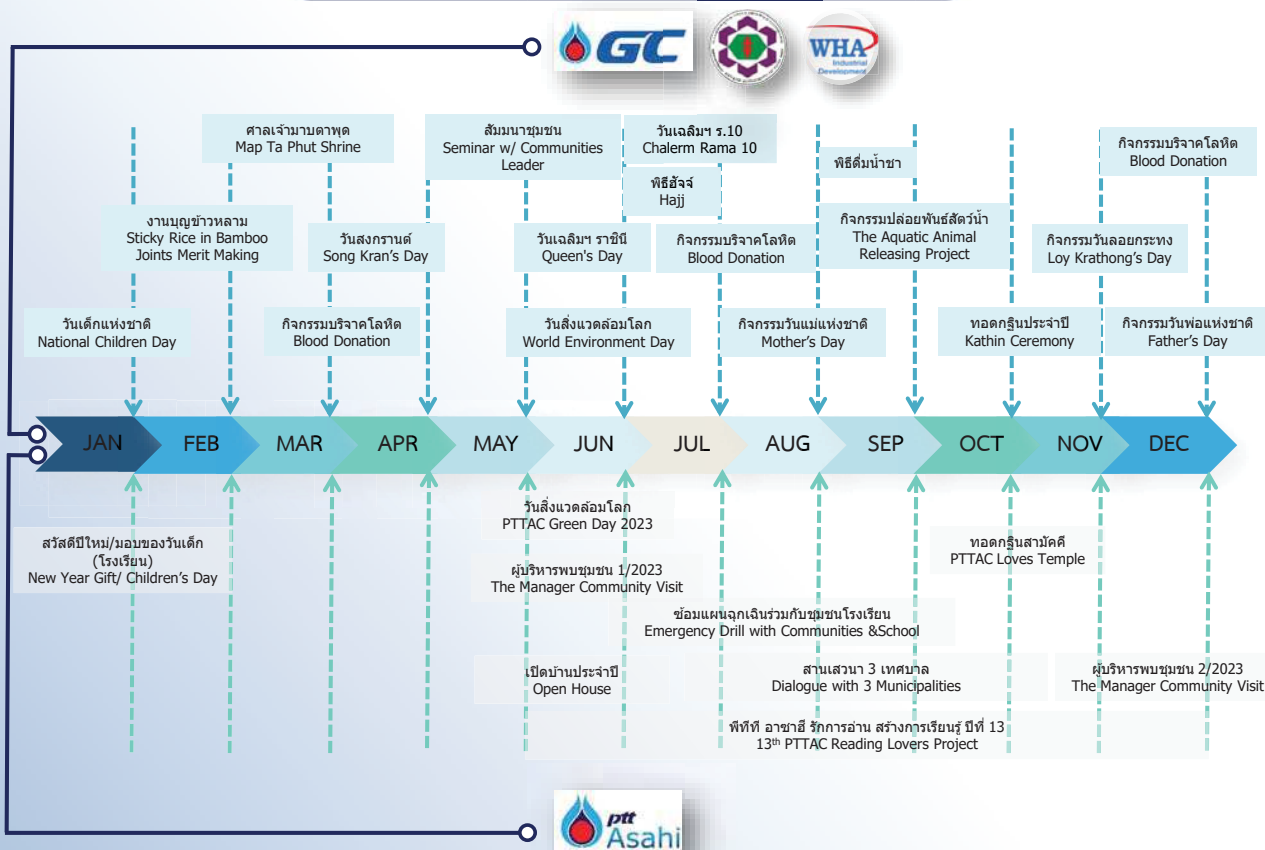 GC
WHA
Industrial
Development
ศาลเจ้ามาบตาพุด
Map Ta Phut Shrine
สัมมนาชุมชน
Seminar w/ Communities
Leader
วันเฉลิมฯ ร.10
Chalerm Rama 10
กิจกรรมบริจาคโลหิต
Blood Donation
พิธีดื่มน้ำชา
พิธีฮัจจ์
Hajj
งานบุญข้าวหลาม
Sticky Rice in Bamboo
Joints Merit Making
วันสงกรานต์
Song Kran's Day
วันเฉลิมฯ ราชินี
Queen's Day
กิจกรรมบริจาคโลหิต
Blood Donation
กิจกรรมปล่อยพันธ์สัตว์น้ำ
The Aquatic Animal
Releasing Project
กิจกรรมวันลอยกระทง
Loy Krathong's Day
วันเด็กแห่งชาติ
National Children Day
กิจกรรมบริจาคโลหิต
Blood Donation
วันสิ่งแวดล้อมโลก
World Environment Day
กิจกรรมวันแม่แห่งชาติ
Mother's Day
ทอดกฐินประจำปี
Kathin Ceremony
กิจกรรมวันพ่อแห่งชาติ
Father's Day
JAN FEB MAR APR MAY JUN JUL AUG SEP OCT NOV DEC
วันสิ่งแวดล้อมโลก
PTTAC Green Day 2023
สวัสดีปีใหม่/มอบของวันเด็ก
(โรงเรียน)
New Year Gift/ Children's Day
ทอดกฐินสามัคคี
PTTAC Loves Temple
ผู้บริหารพบชุมชน 1/2023
The Manager Community Visit
ซ้อมแผนฉุกเฉินร่วมกับชุมชนโรงเรียน
Emergency Drill with Communities &School
เปิดบ้านประจำปี
Open House
สานเสวนา 3 เทศบาล
Dialogue with 3 Municipalities
ผู้บริหารพบชุมชน 2/2023
The Manager Community Visit
พีทีที อาซาฮี รักการอ่าน สร้างการเรียนรู้ ปีที่ 13
13th PTTAC Reading Lovers Project
ptt
Asahi